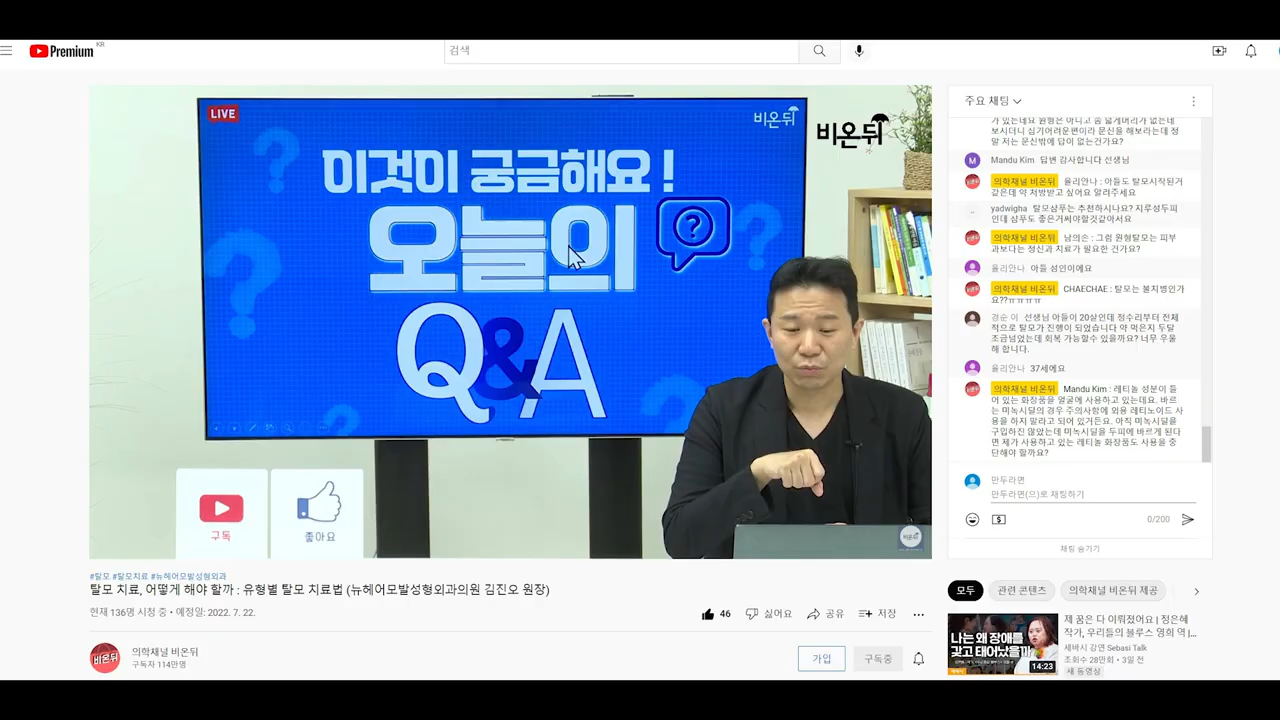 Premium KR
검색
LIVE
비온뒤
비온뒤
이것이 궁금해요 !
오늘의
Q&A
구독
좋아요
비온뒤
#탈모 #탈모치료 #뉴헤어모발성형외과
탈모 치료, 어떻게 해야 할까 : 유형별 탈모 치료법 (뉴헤어모발성형외과의원 김진오 원장)
현재 136명 시청 중 • 예정일: 2022. 7. 22.
46
싫어요
공유
저장
비온뒤
의학채널 비온뒤
구독자 114만명
가입
구독중
주요 채팅
가 있는데요 원형은 아니고 좀 넓게머리가 없는데
보시더니 심기어려운편이라 문신을 해보라는데 정
말 저는 문신밖에 답이 없는건가요?
M Mandu Kim 답변 감사합니다 선생님
의학채널 비온뒤 율리안나 : 아들도 탈모시작된거
같은데 약 처방받고 싶어요 알려주세요
yadwigha 탈모샴푸는 추천하시나요? 지루성두피
인데 샴푸도 좋은거써야할것같아서요
의학채널 비온뒤 남의손 : 그럼 원형탈모는 피부
과보다는 정신과 치료가 필요한 건가요?
율리안나 아들 성인이에요
의학채널 비온뒤 CHAECHAE : 탈모는 불치병인가
요??ㅠㅠㅠㅠ
경순 이 선생님 아들이 20살인데 정수리부터 전체
적으로 탈모가 진행이 되었습니다 약 먹은지 두달
조금넘었는데 회복 가능할수 있을까요? 너무 우울
해 합니다.
율리안나 37세에요
의학채널 비온뒤 Mandu Kim : 레티놀 성분이 들
어 있는 화장품을 얼굴에 사용하고 있는데요. 바르
는 미녹시딜의 경우 주의사항에 외용 레티노이드 사
용을 하지 말라고 되어 있거든요. 아직 미녹시딜을
구입하진 않았는데 미녹시딜을 두피에 바르게 된다
면 제가 사용하고 있는 레티놀 화장품도 사용을 중
단해야 할까요?
만두라면
만두라면(으)로 채팅하기
0/200
채팅 숨기기
모두
관련 콘텐츠
의학채널 비온뒤 제공
나는 왜 장애를
갖고 태어났을까
14:23
제 꿈은 다 이뤄졌어요 | 정은혜
작가, 우리들의 블루스 영희 역 |...
세바시 강연 Sebasi Talk
조회수 28만회 • 3일 전
새 동영상